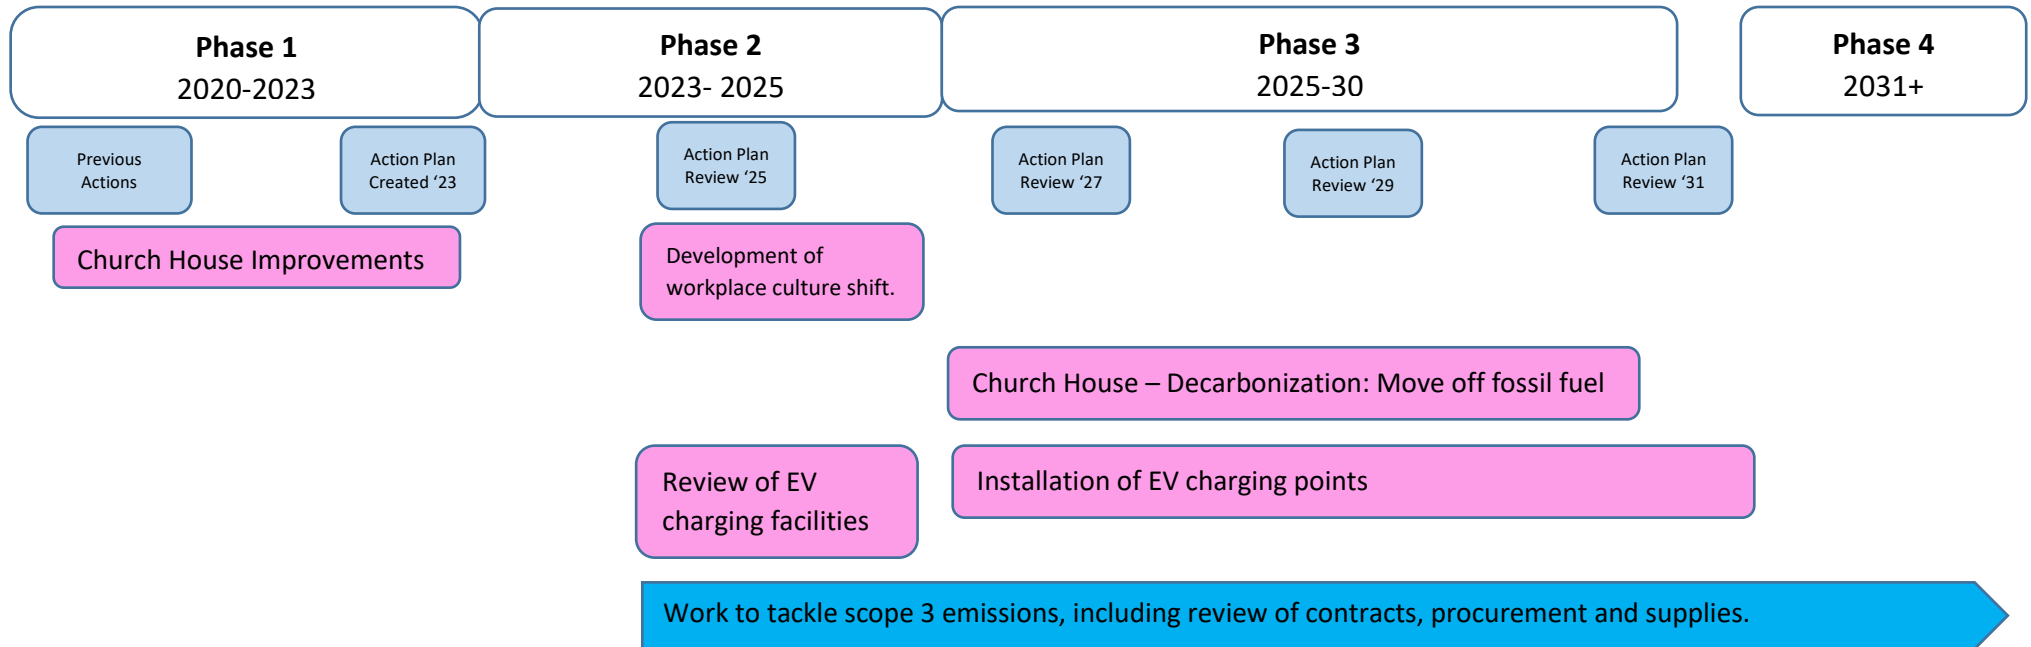 Phase 1
2020-2023
Phase 2
2023- 2025
Phase 3
2025-30
Phase 4
2031+
Previous
Actions
Action Plan
Created ‘23
Action Plan
Review ‘25
Action Plan
Review ‘27
Action Plan
Review ‘29
Action Plan
Review ‘31
Church House Improvements
Development of
workplace culture shift.
Church House – Decarbonization: Move off fossil fuel
Review of EV
charging facilities
Installation of EV charging points
Work to tackle scope 3 emissions, including review of contracts, procurement and supplies.